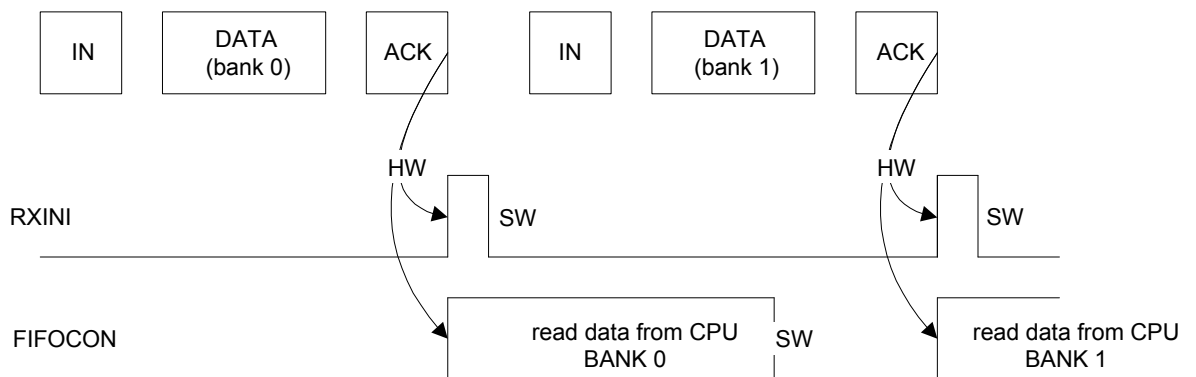 IN
DATA
(bank 0)
ACK
IN
DATA
(bank 1)
ACK
HW
HW
RXINI
SW
SW
FIFOCON
read data from CPU
BANK 0
SW
read data from CPU
BANK 1